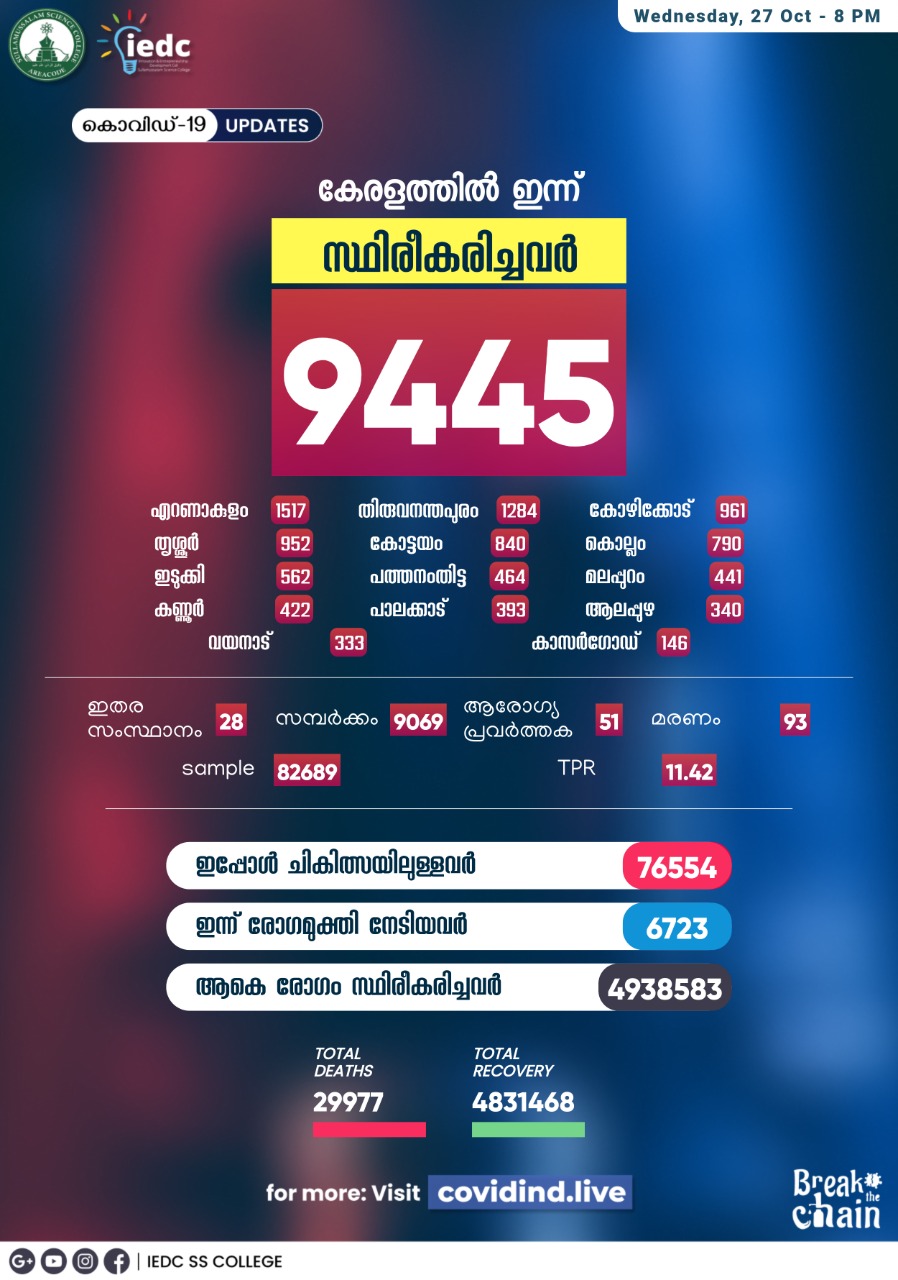 Wednesday, 27 Oct - 8 PM
SULLAMUSSALAM SCIENCE COLLEGE
AREACODE
iedc
കൊവിഡ്-19 UPDATES
കേരളത്തിൽ ഇന്ന്
സ്ഥിരീകരിച്ചവർ
9445
എറണാകുളം 1517 തിരുവനന്തപുരം 1284 കോഴിക്കോട് 961
തൃശ്ശൂർ 952 കോട്ടയം 840 കൊല്ലം 790
ഇടുക്കി 562 പത്തനംതിട്ട 464 മലപ്പുറം 441
കണ്ണൂർ 422 പാലക്കാട് 393 ആലപ്പുഴ 340
വയനാട് 333 കാസർഗോഡ് 146
ഇതര
സംസ്ഥാനം 28 സമ്പർക്കം 9069
ആരോഗ്യ
പ്രവർത്തക 51 മരണം 93
sample 82689 TPR 11.42
ഇപ്പോൾ ചികിത്സയിലുള്ളവർ 76554
ഇന്ന് രോഗമുക്തി നേടിയവർ 6723
ആകെ രോഗം സ്ഥിരീകരിച്ചവർ 4938583
TOTAL
DEATHS
29977
TOTAL
RECOVERY
4831468
for more: Visit covidind.live
Break
the
chain
G+ | IEDC SS COLLEGE